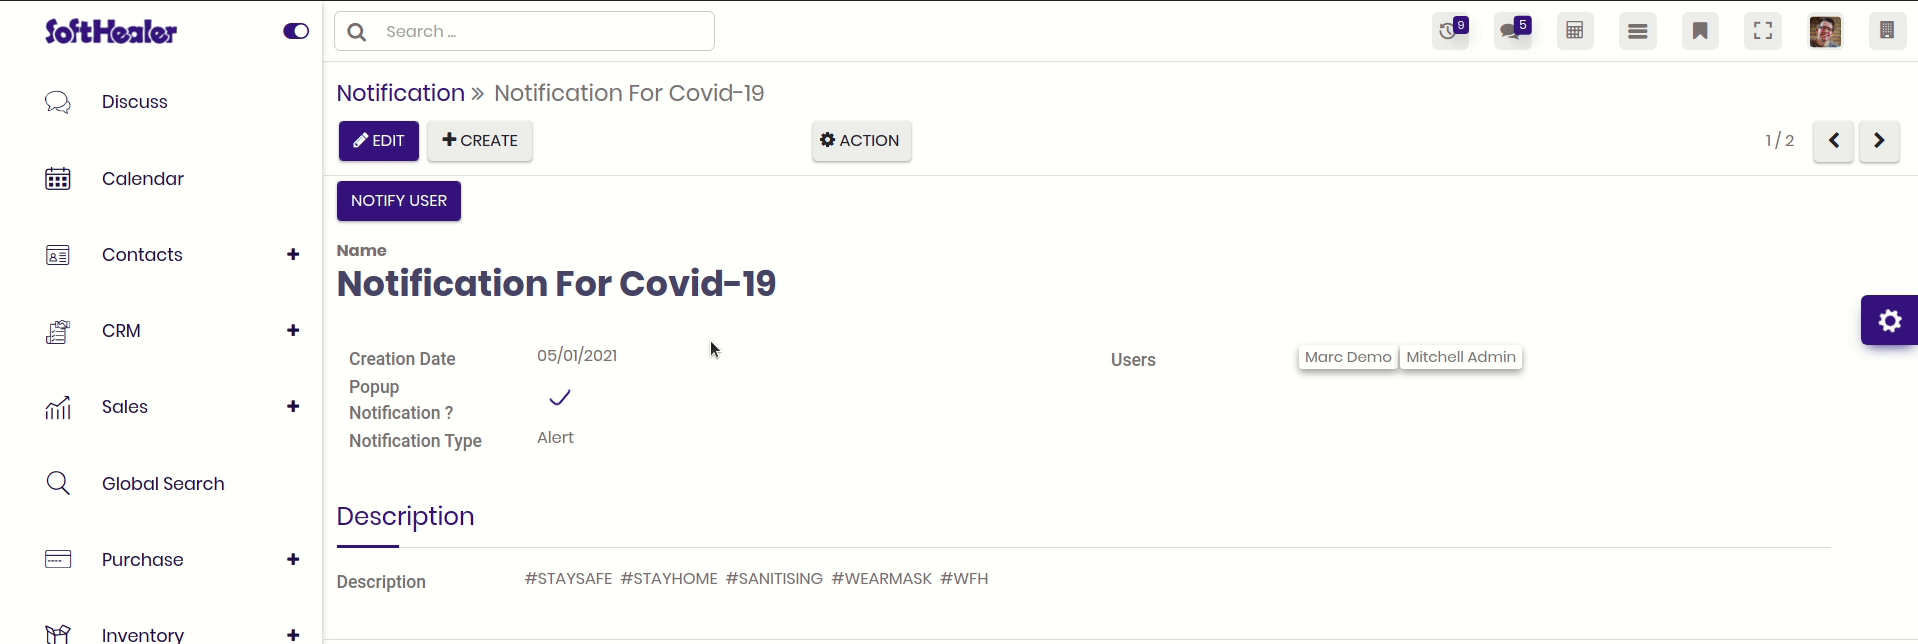 SoftHealer
Search ...
9
5
Discuss
Calendar
Contacts
CRM
Sales
Global Search
Purchase
Inventory
Notification » Notification For Covid-19
EDIT
CREATE
ACTION
1 / 2
NOTIFY USER
Name
Notification For Covid-19
Creation Date 05/01/2021
Users Marc Demo Mitchell Admin
Popup
Notification ?
Notification Type Alert
Description
Description #STAYSAFE #STAYHOME #SANITISING #WEARMASK #WFH